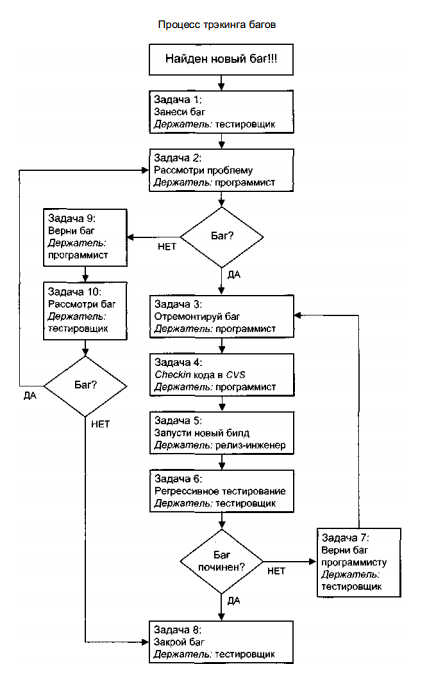 Процесс трэкинга багов
Найден новый баг!!!
Задача 1:
Занеси баг
Держатель: тестировщик
Задача 2:
Рассмотри проблему
Держатель: программист
Баг?
НЕТ
ДА
Задача 9:
Верни баг
Держатель:
программист
Задача 10:
Рассмотри баг
Держатель:
тестировщик
Баг?
ДА
НЕТ
Задача 3:
Отремонтируй баг
Держатель: программист
Задача 4:
Checkin кода в CVS
Держатель: программист
Задача 5:
Запусти новый билд
Держатель: релиз-инженер
Задача 6:
Регрессивное тестирование
Держатель: тестировщик
Баг
починен?
НЕТ
ДА
Задача 7:
Верни баг
программисту
Держатель:
тестировщик
Задача 8:
Закрой баг
Держатель: тестировщик